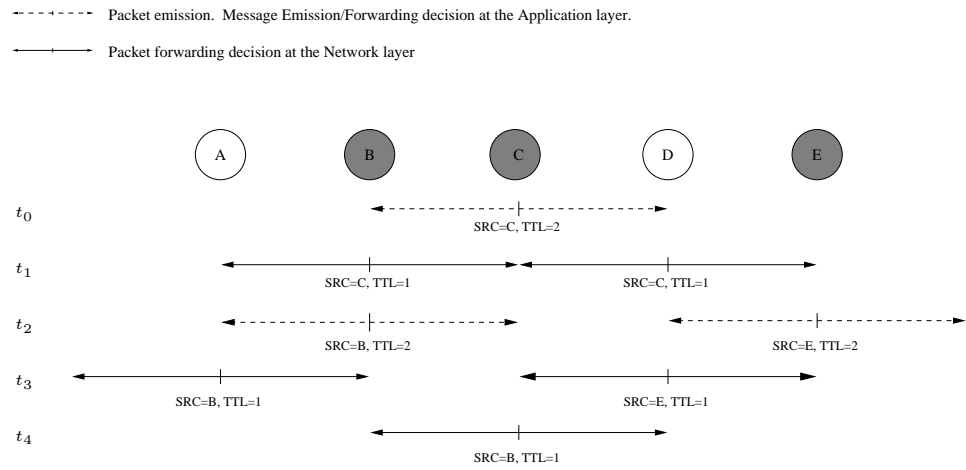 Packet emission. Message Emission/Forwarding decision at the Application layer.
Packet forwarding decision at the Network layer
A B C D E
t0
SRC=C, TTL=2
t1
SRC=C, TTL=1 SRC=C, TTL=1
t2
SRC=B, TTL=2 SRC=E, TTL=2
t3
SRC=B, TTL=1 SRC=E, TTL=1
t4
SRC=B, TTL=1